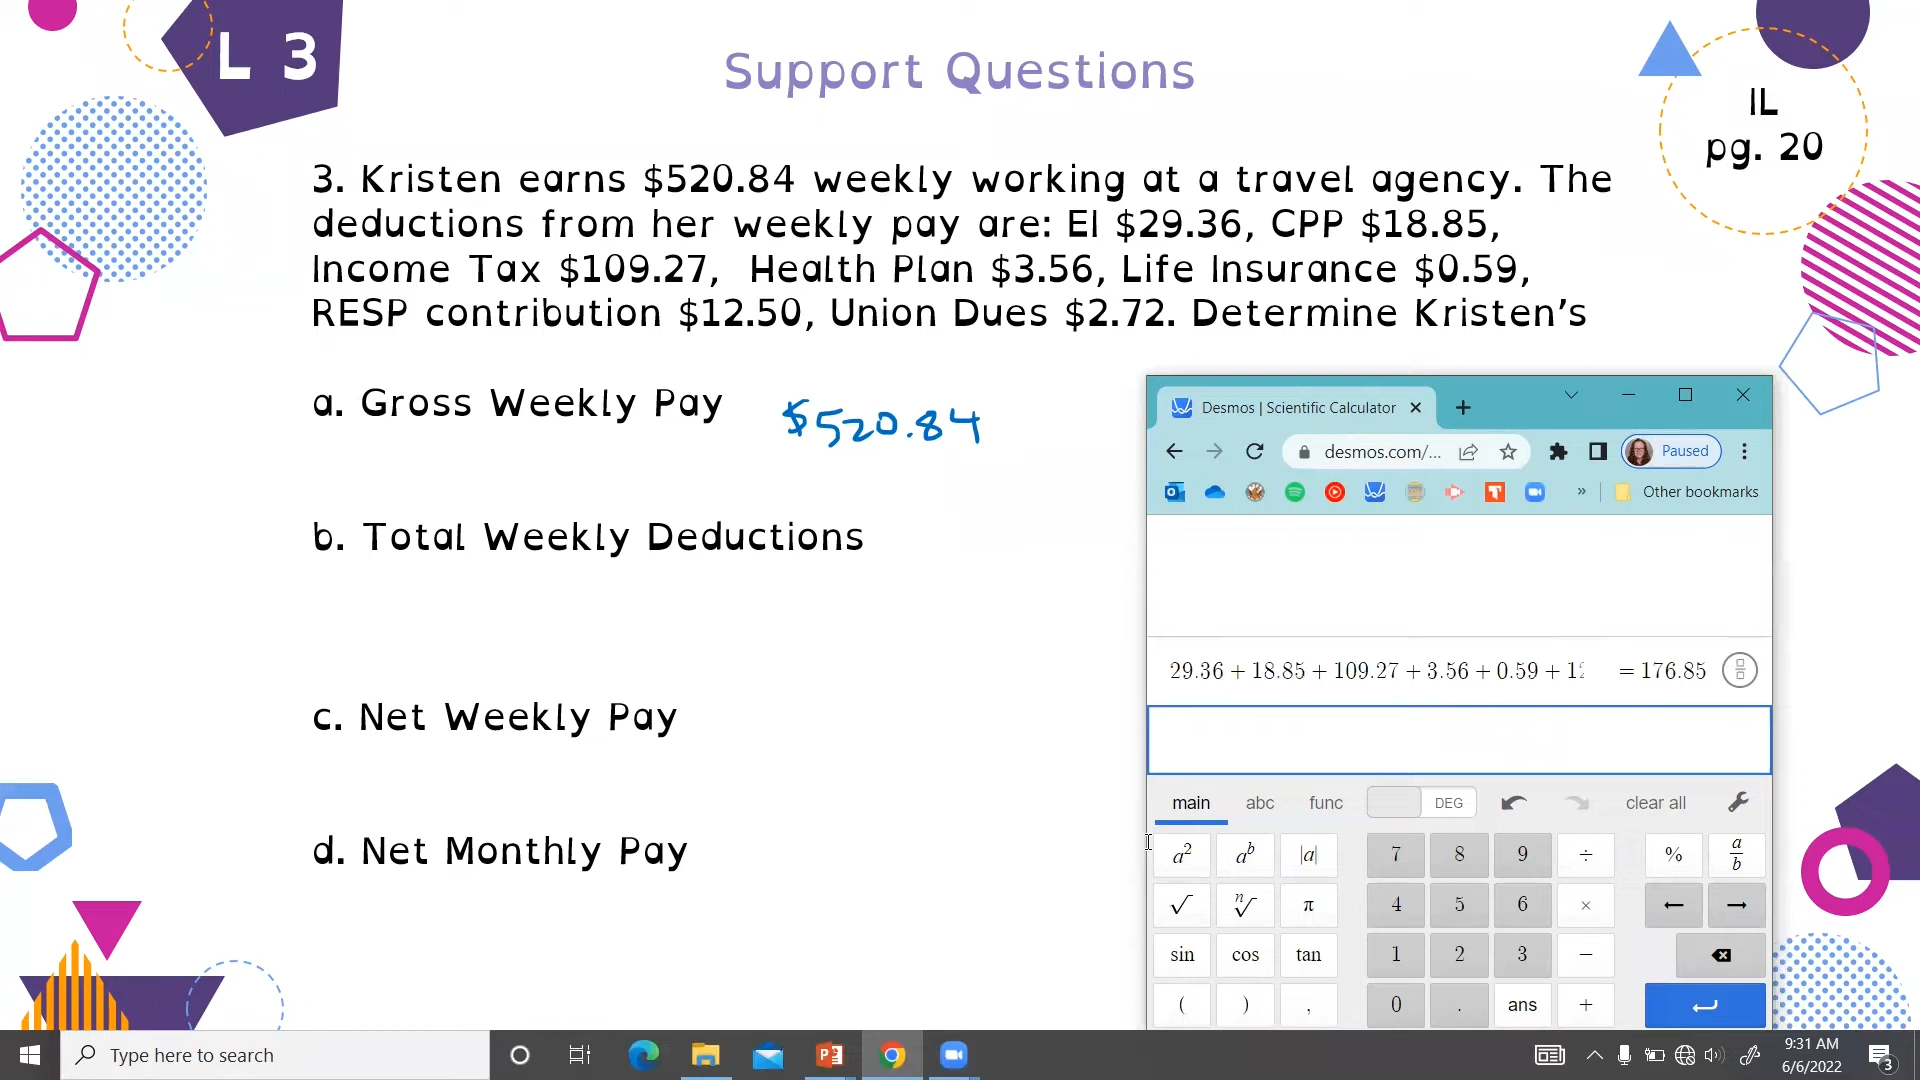 L 3
Support Questions
IL
pg. 20
3. Kristen earns $520.84 weekly working at a travel agency. The
deductions from her weekly pay are: EI $29.36, CPP $18.85,
Income Tax $109.27, Health Plan $3.56, Life Insurance $0.59,
RESP contribution $12.50, Union Dues $2.72. Determine Kristen's
a. Gross Weekly Pay $520.84
b. Total Weekly Deductions
c. Net Weekly Pay
d. Net Monthly Pay
Desmos | Scientific Calculator
desmos.com/...
Paused
» Other bookmarks
29.36 + 18.85 + 109.27 + 3.56 + 0.59 + 12 = 176.85
main abc func DEG clear all
a² aᵇ |a| 7 8 9 ÷ % a/b
√ ⁿ√ π 4 5 6 × ← →
sin cos tan 1 2 3 −
( ) , 0 . ans +
Type here to search
9:31 AM
6/6/2022
3